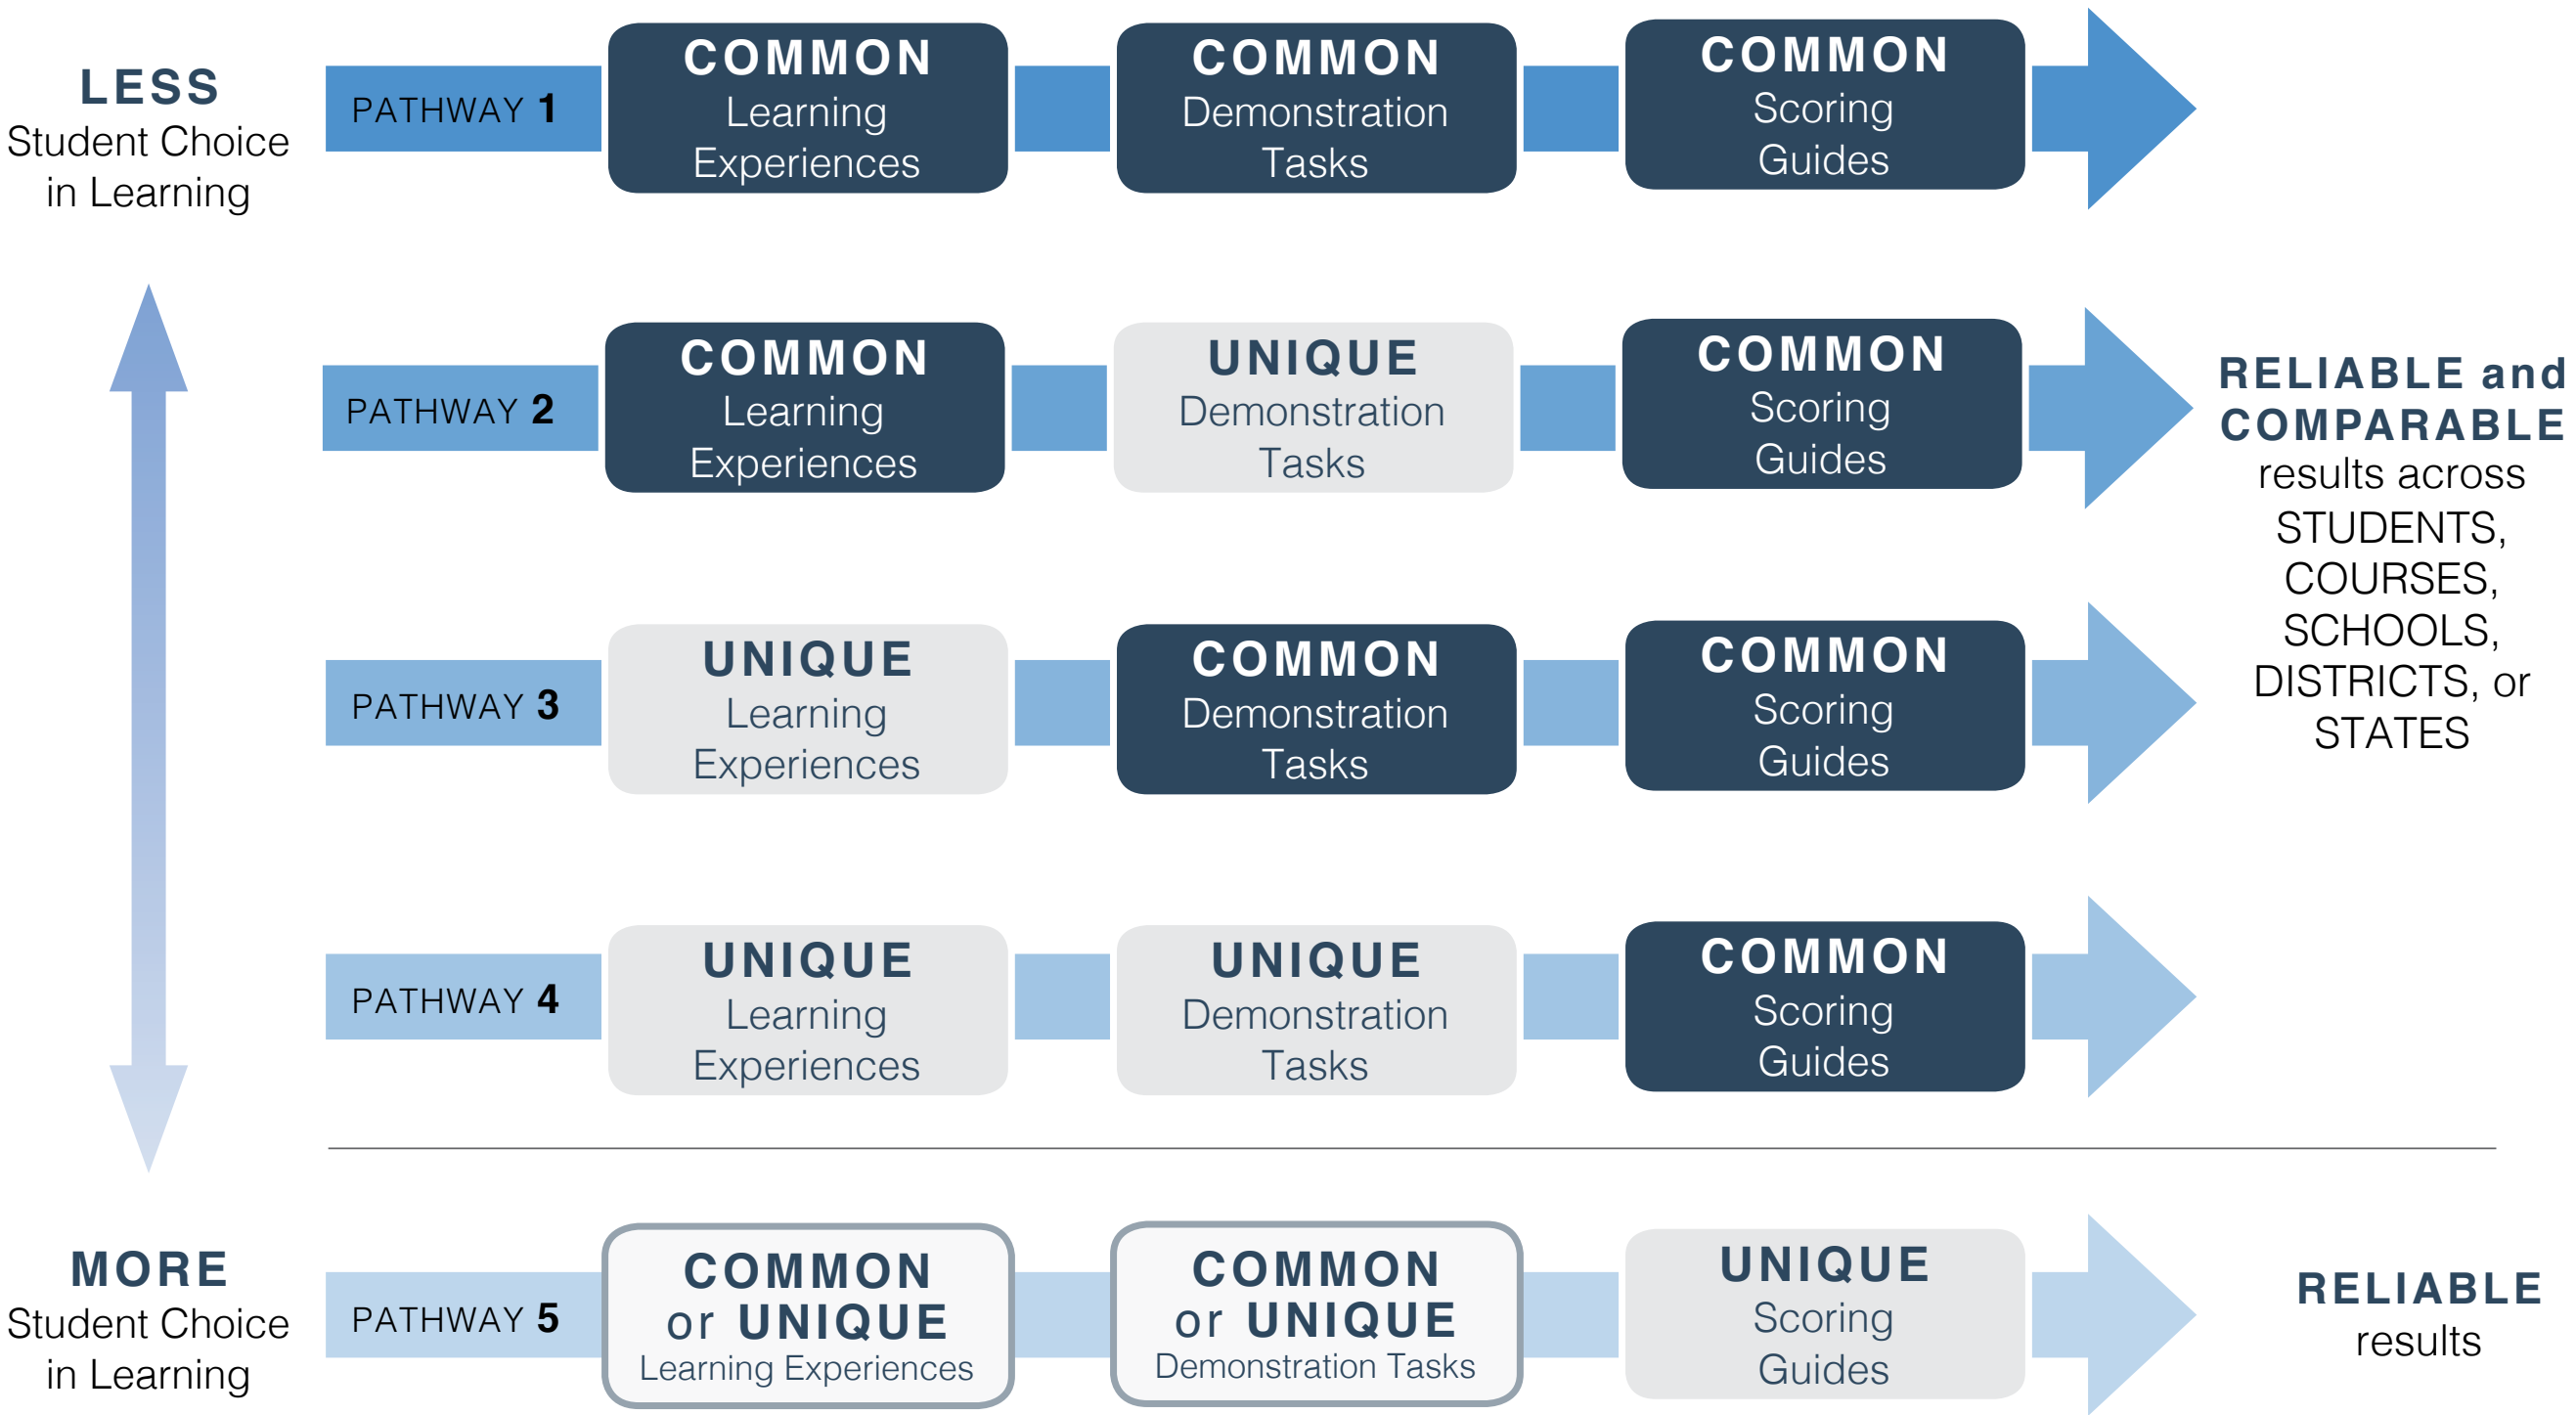 LESS
Student Choice
in Learning
PATHWAY 1
COMMON
Learning
Experiences
COMMON
Demonstration
Tasks
COMMON
Scoring
Guides
PATHWAY 2
COMMON
Learning
Experiences
UNIQUE
Demonstration
Tasks
COMMON
Scoring
Guides
PATHWAY 3
UNIQUE
Learning
Experiences
COMMON
Demonstration
Tasks
COMMON
Scoring
Guides
PATHWAY 4
UNIQUE
Learning
Experiences
UNIQUE
Demonstration
Tasks
COMMON
Scoring
Guides
RELIABLE and
COMPARABLE
results across
STUDENTS,
COURSES,
SCHOOLS,
DISTRICTS, or
STATES
MORE
Student Choice
in Learning
PATHWAY 5
COMMON
or UNIQUE
Learning Experiences
COMMON
or UNIQUE
Demonstration Tasks
UNIQUE
Scoring
Guides
RELIABLE
results